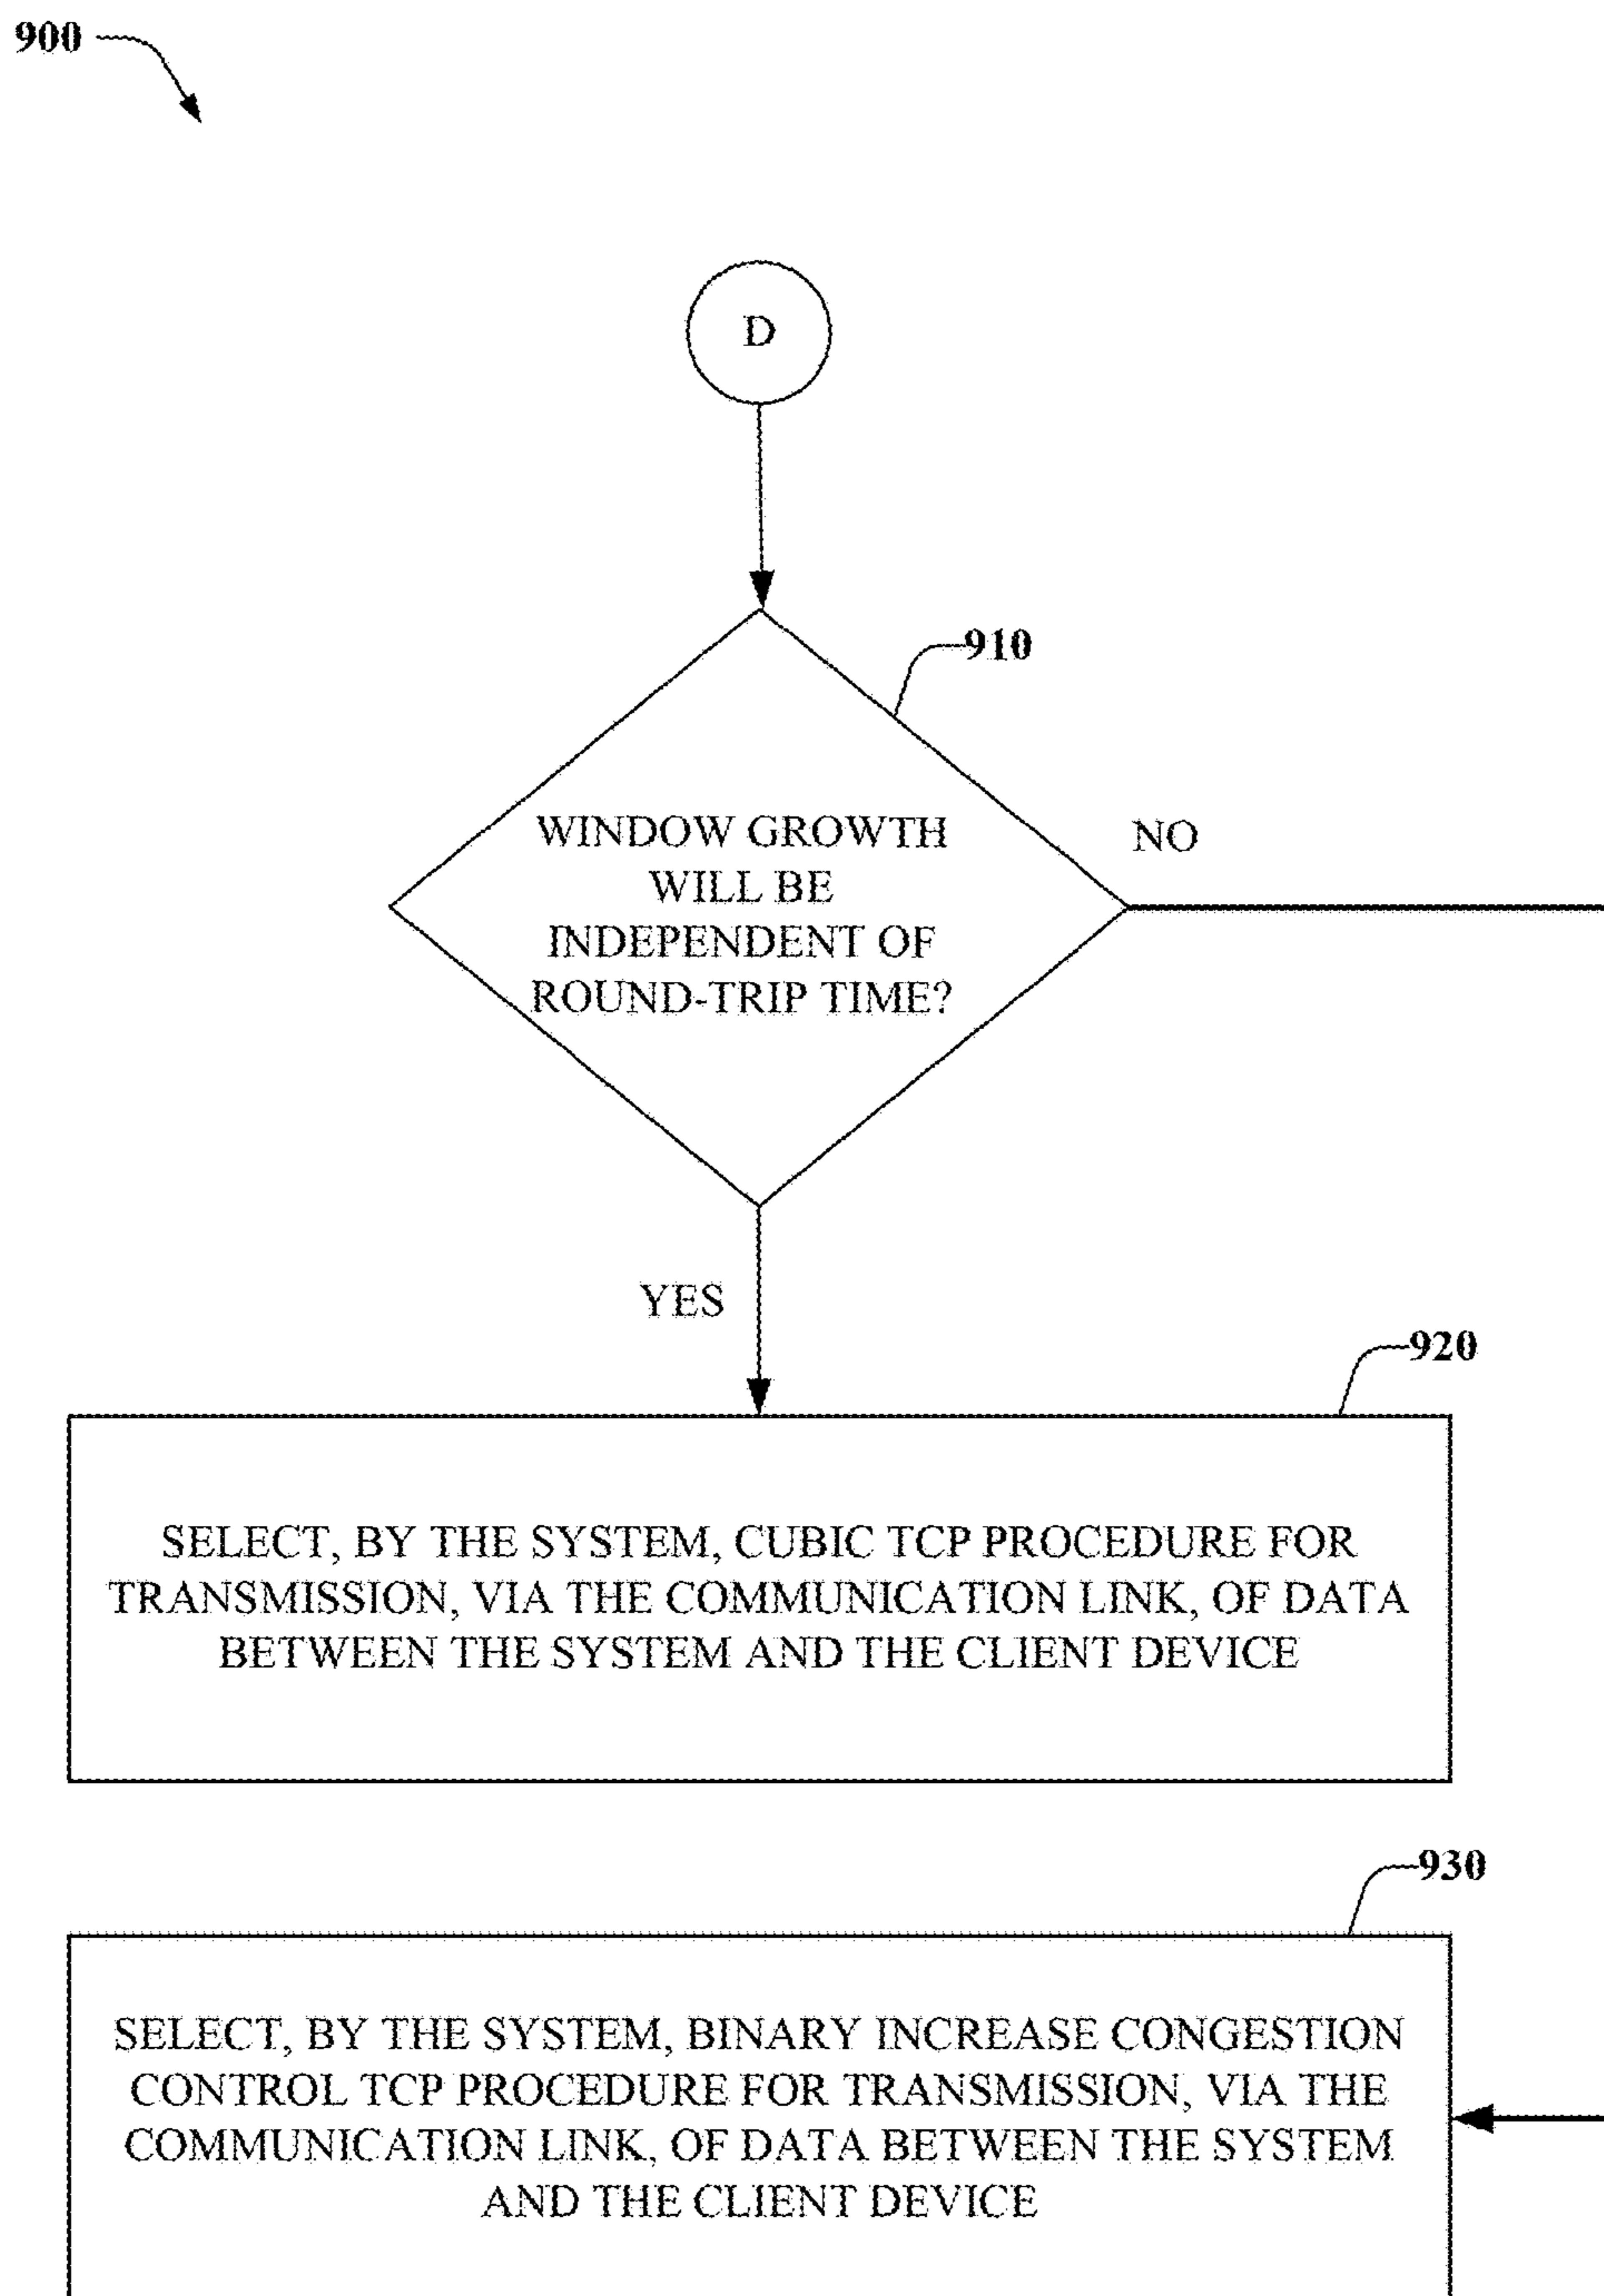 900
D
910
WINDOW GROWTH
WILL BE
INDEPENDENT OF
ROUND-TRIP TIME?
NO
YES
920
SELECT, BY THE SYSTEM, CUBIC TCP PROCEDURE FOR
TRANSMISSION, VIA THE COMMUNICATION LINK, OF DATA
BETWEEN THE SYSTEM AND THE CLIENT DEVICE
930
SELECT, BY THE SYSTEM, BINARY INCREASE CONGESTION
CONTROL TCP PROCEDURE FOR TRANSMISSION, VIA THE
COMMUNICATION LINK, OF DATA BETWEEN THE SYSTEM
AND THE CLIENT DEVICE